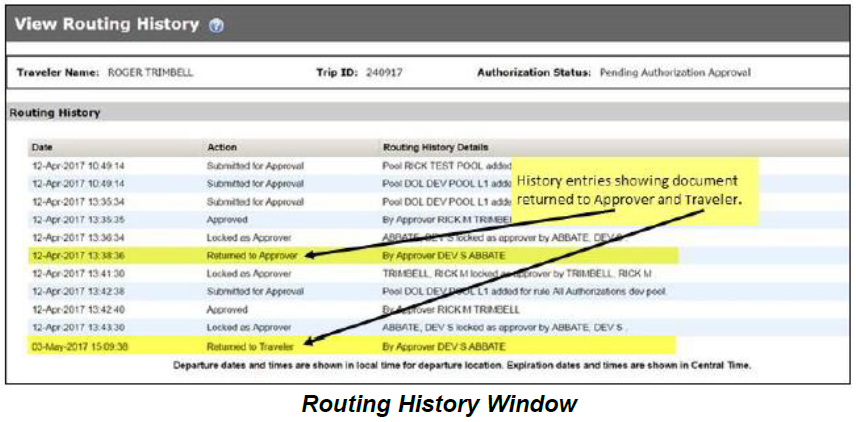 View Routing History ?
Traveler Name: ROGER TRIMBELL Trip ID: 240917 Authorization Status: Pending Authorization Approval
Routing History
Date Action Routing History Details
12-Apr-2017 10:49:14 Submitted for Approval Pool RICK TEST POOL added
12-Apr-2017 10:49:14 Submitted for Approval Pool DOL DEV POOL L1 adde
12-Apr-2017 13:35:34 Submitted for Approval Pool DOL DEV POOL L1 adde
History entries showing document
returned to Approver and Traveler.
12-Apr-2017 13:35:35 Approved By Approver RICK M TRIMBEL
12-Apr-2017 13:36:34 Locked as Approver ABBATE, DEV S locked as approver by ABBATE, DEV S .
12-Apr-2017 13:38:36 Returned to Approver By Approver DEV S ABBATE
12-Apr-2017 13:41:30 Locked as Approver TRIMBELL, RICK M locked as approver by TRIMBELL, RICK M
12-Apr-2017 13:42:38 Submitted for Approval Pool DOL DEV POOL L1 added for rule All Authorizations dev pool.
12-Apr-2017 13:42:40 Approved By Approver RICK M TRIMBELL
12-Apr-2017 13:43:30 Locked as Approver ABBATE, DEV S locked as approver by ABBATE, DEV S .
03-May-2017 15:09:38 Returned to Traveler By Approver DEV S ABBATE
Departure dates and times are shown in local time for departure location. Expiration dates and times are shown in Central Time.
Routing History Window